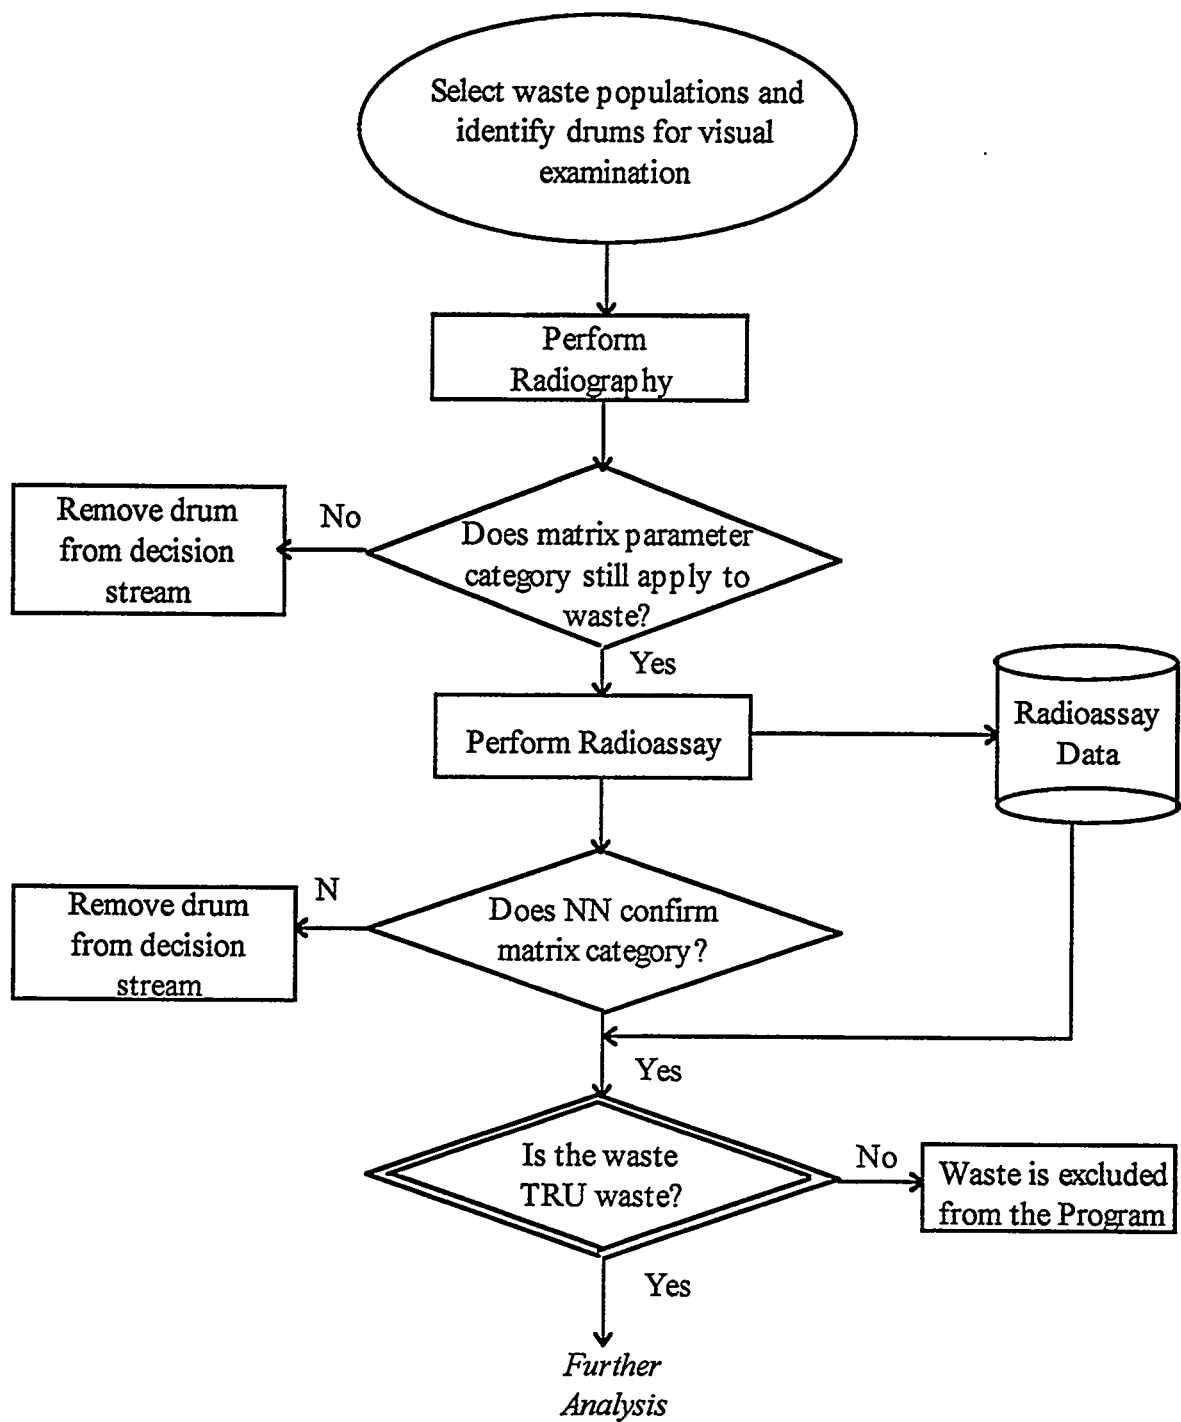 Select waste populations and
identify drums for visual
examination
Perform
Radiography
Remove drum
from decision
stream
No
Does matrix parameter
category still apply to
waste?
Yes
Perform Radioassay
Radioassay
Data
Remove drum
from decision
stream
N
Does NN confirm
matrix category?
Yes
Is the waste
TRU waste?
No
Waste is excluded
from the Program
Yes
Further
Analysis